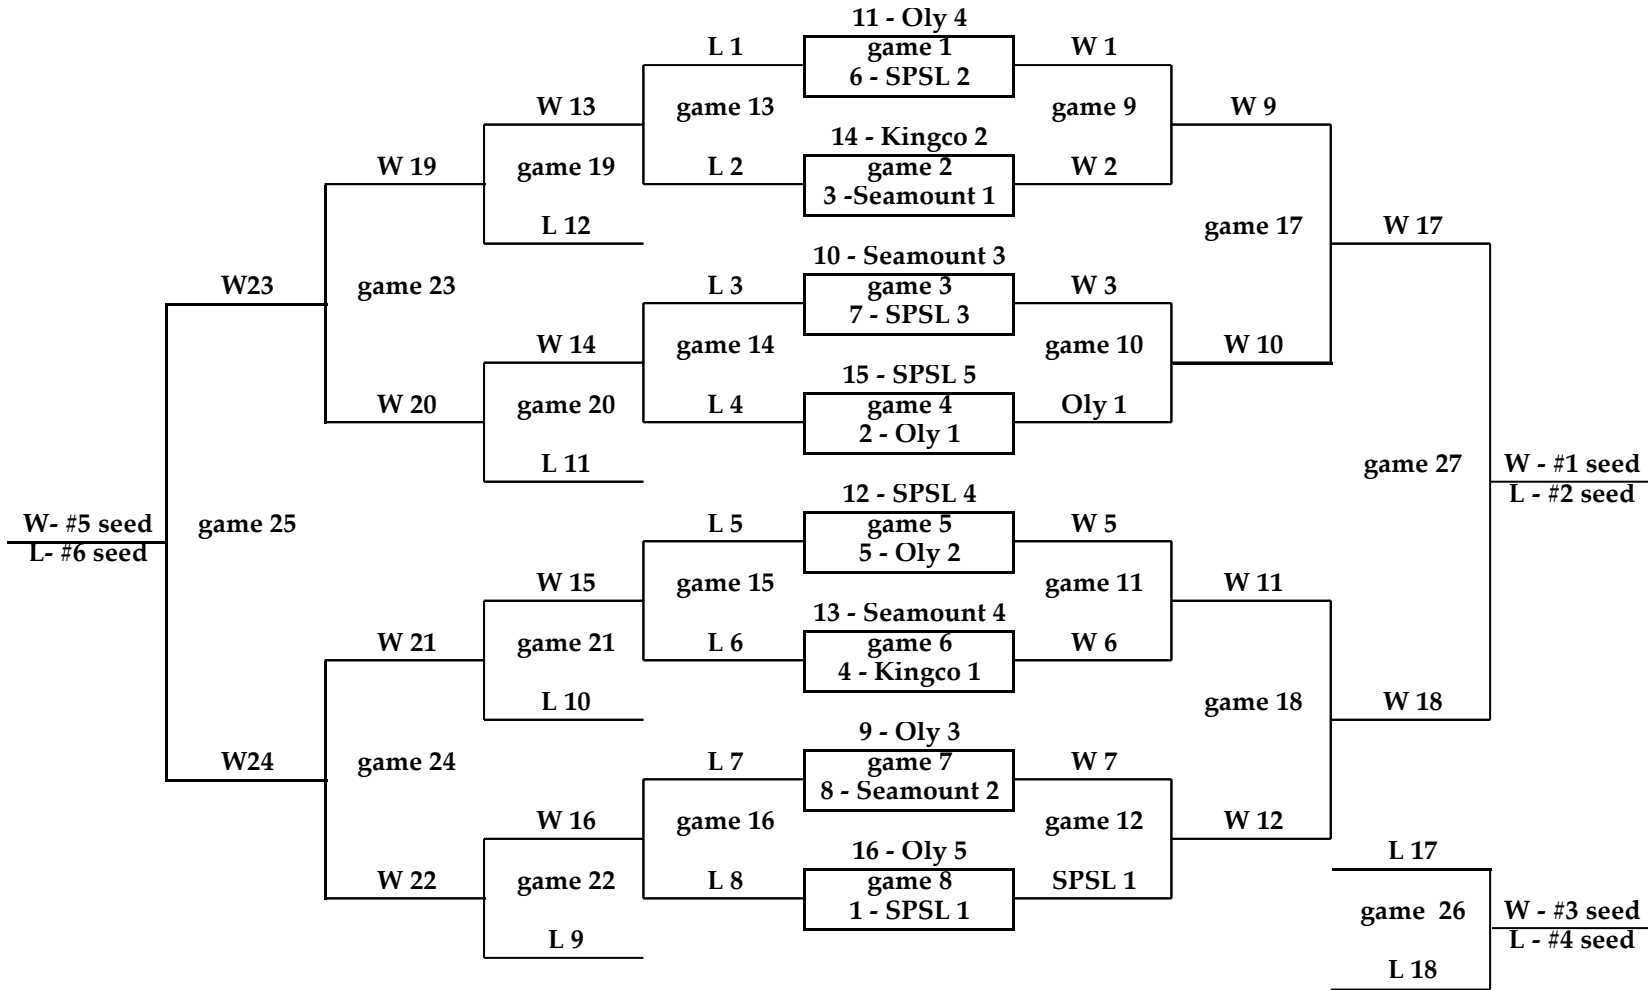 11 - Oly 4
L 1 game 1 W 1
6 - SPSL 2
W 13 game 13 game 9 W 9
14 - Kingco 2
W 19 game 19 L 2 game 2 W 2
3 -Seamount 1
L 12 game 17 W 17
10 - Seamount 3
W23 game 23 L 3 game 3 W 3
7 - SPSL 3
W 14 game 14 game 10 W 10
15 - SPSL 5
W 20 game 20 L 4 game 4 Oly 1
2 - Oly 1
L 11 game 27 W - #1 seed
12 - SPSL 4 L - #2 seed
W- #5 seed game 25 L 5 game 5 W 5
L- #6 seed 5 - Oly 2
W 15 game 15 game 11 W 11
13 - Seamount 4
W 21 game 21 L 6 game 6 W 6
4 - Kingco 1
L 10 game 18 W 18
9 - Oly 3
W24 game 24 L 7 game 7 W 7
8 - Seamount 2
W 16 game 16 game 12 W 12
16 - Oly 5 L 17
W 22 game 22 L 8 game 8 SPSL 1
1 - SPSL 1 game 26 W - #3 seed
L 9 L - #4 seed
L 18